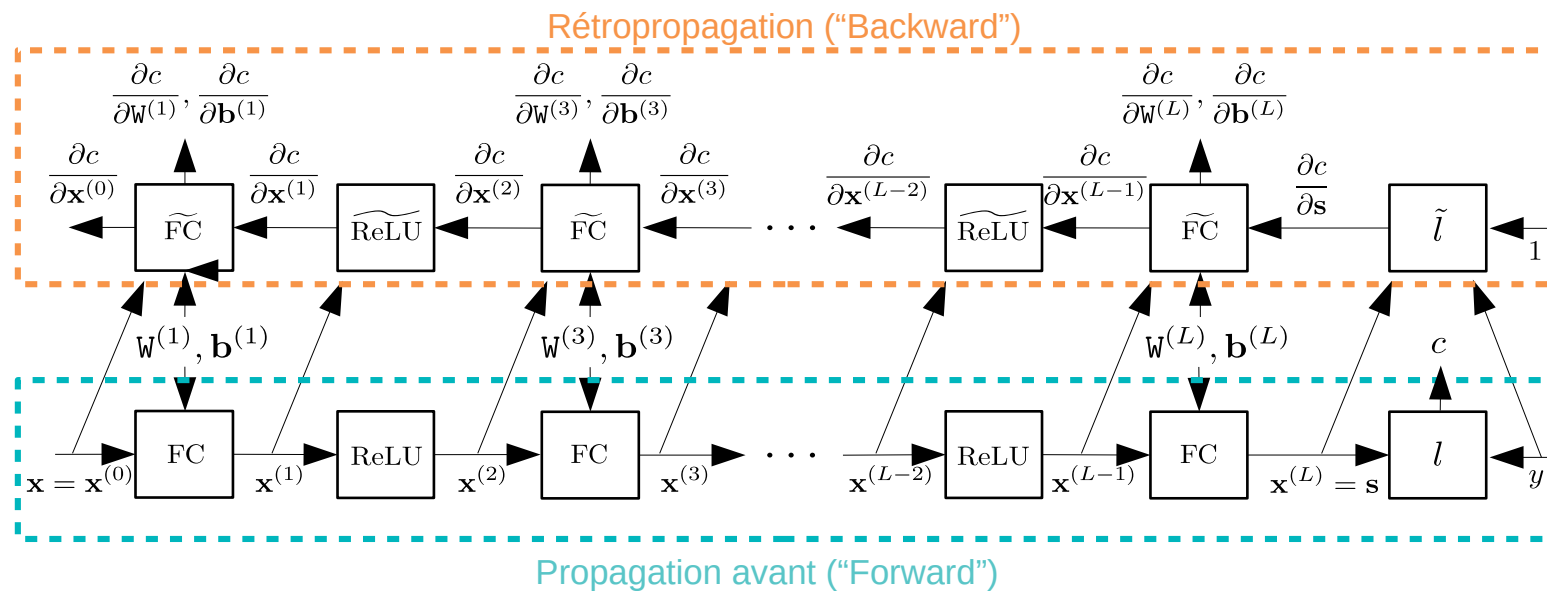 Rétropropagation (“Backward”)
∂c/∂W^(1), ∂c/∂b^(1) ∂c/∂W^(3), ∂c/∂b^(3) ∂c/∂W^(L), ∂c/∂b^(L)
∂c/∂x^(0) ∂c/∂x^(1) ∂c/∂x^(2) ∂c/∂x^(3) ∂c/∂x^(L−2) ∂c/∂x^(L−1) ∂c/∂s
F͠C R͠eLU F͠C ··· R͠eLU F͠C l̃
1
W^(1), b^(1) W^(3), b^(3) W^(L), b^(L) c
FC ReLU FC ··· ReLU FC l
x = x^(0) x^(1) x^(2) x^(3) x^(L−2) x^(L−1) x^(L) = s y
Propagation avant (“Forward”)